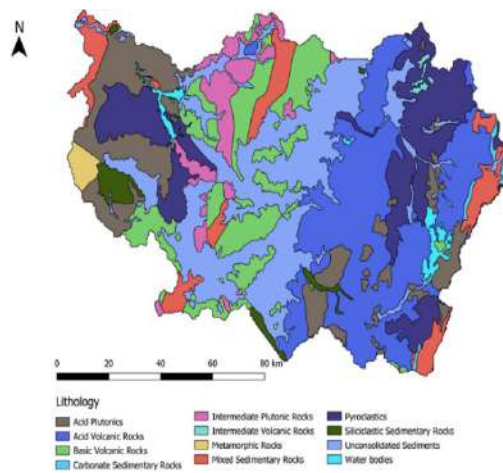 N
0 20 40 60 80 km
Lithology
Acid Plutonics
Acid Volcanic Rocks
Basic Volcanic Rocks
Carbonate Sedimentary Rocks
Intermediate Plutonic Rocks
Intermediate Volcanic Rocks
Metamorphic Rocks
Mixed Sedimentary Rocks
Pyroclastics
Siliciclastic Sedimentary Rocks
Unconsolidated Sediments
Water bodies